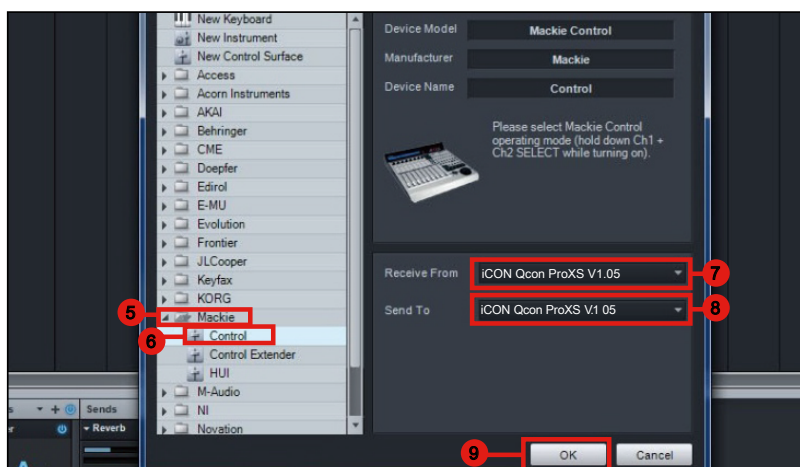 New Keyboard
New Instrument
New Control Surface
Access
Acorn Instruments
AKAI
Behringer
CME
Doepfer
Edirol
E-MU
Evolution
Frontier
JLCooper
Keyfax
KORG
5 Mackie
6 Control
Control Extender
HUI
M-Audio
NI
Novation
Device Model Mackie Control
Manufacturer Mackie
Device Name Control
Please select Mackie Control
operating mode (hold down Ch1 +
Ch2 SELECT while turning on).
Receive From iCON Qcon ProXS V1.05 7
Send To iCON Qcon ProXS V.1 05 8
9 OK Cancel
Sends
Reverb